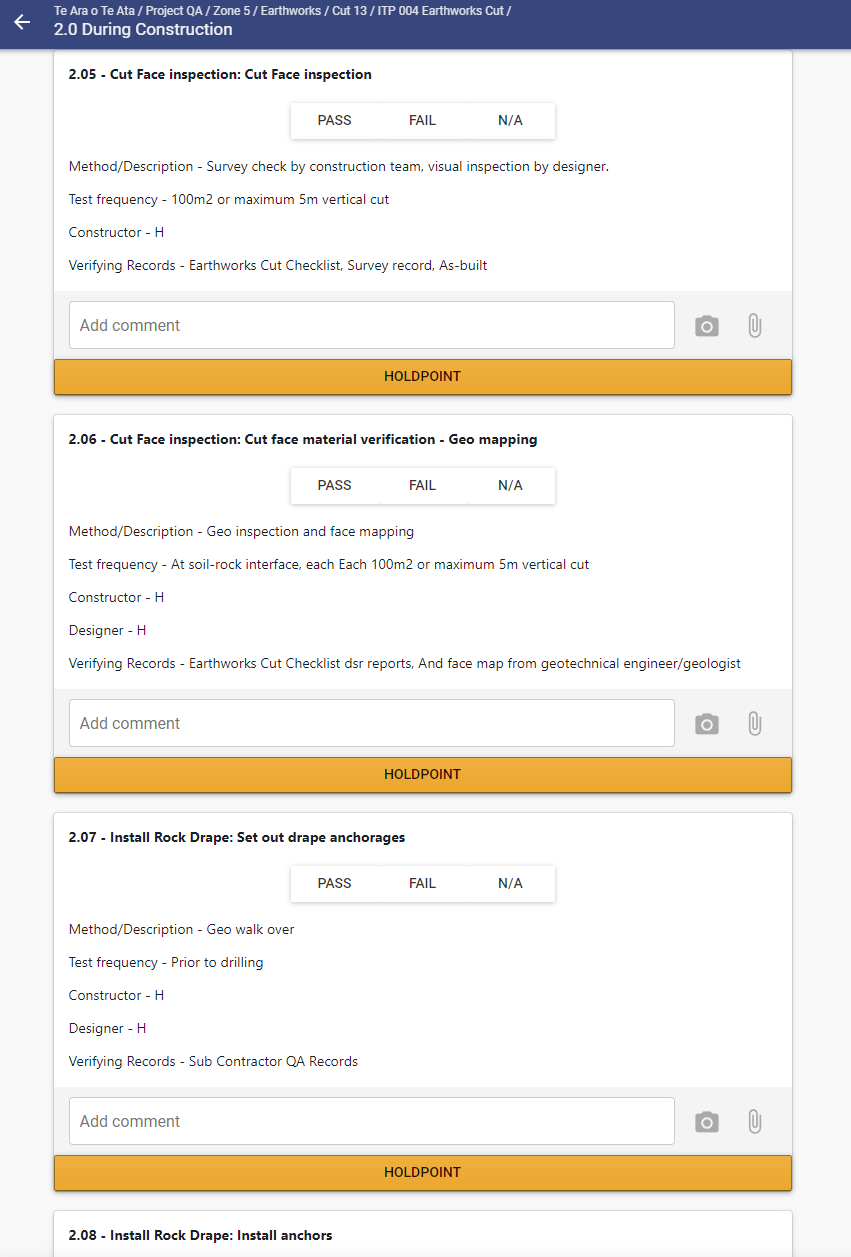 Te Ara o Te Ata / Project QA / Zone 5 / Earthworks / Cut 13 / ITP 004 Earthworks Cut /
2.0 During Construction
2.05 - Cut Face inspection: Cut Face inspection
PASS FAIL N/A
Method/Description - Survey check by construction team, visual inspection by designer.
Test frequency - 100m2 or maximum 5m vertical cut
Constructor - H
Verifying Records - Earthworks Cut Checklist, Survey record, As-built
Add comment
HOLDPOINT
2.06 - Cut Face inspection: Cut face material verification - Geo mapping
PASS FAIL N/A
Method/Description - Geo inspection and face mapping
Test frequency - At soil-rock interface, each Each 100m2 or maximum 5m vertical cut
Constructor - H
Designer - H
Verifying Records - Earthworks Cut Checklist dsr reports, And face map from geotechnical engineer/geologist
Add comment
HOLDPOINT
2.07 - Install Rock Drape: Set out drape anchorages
PASS FAIL N/A
Method/Description - Geo walk over
Test frequency - Prior to drilling
Constructor - H
Designer - H
Verifying Records - Sub Contractor QA Records
Add comment
HOLDPOINT
2.08 - Install Rock Drape: Install anchors